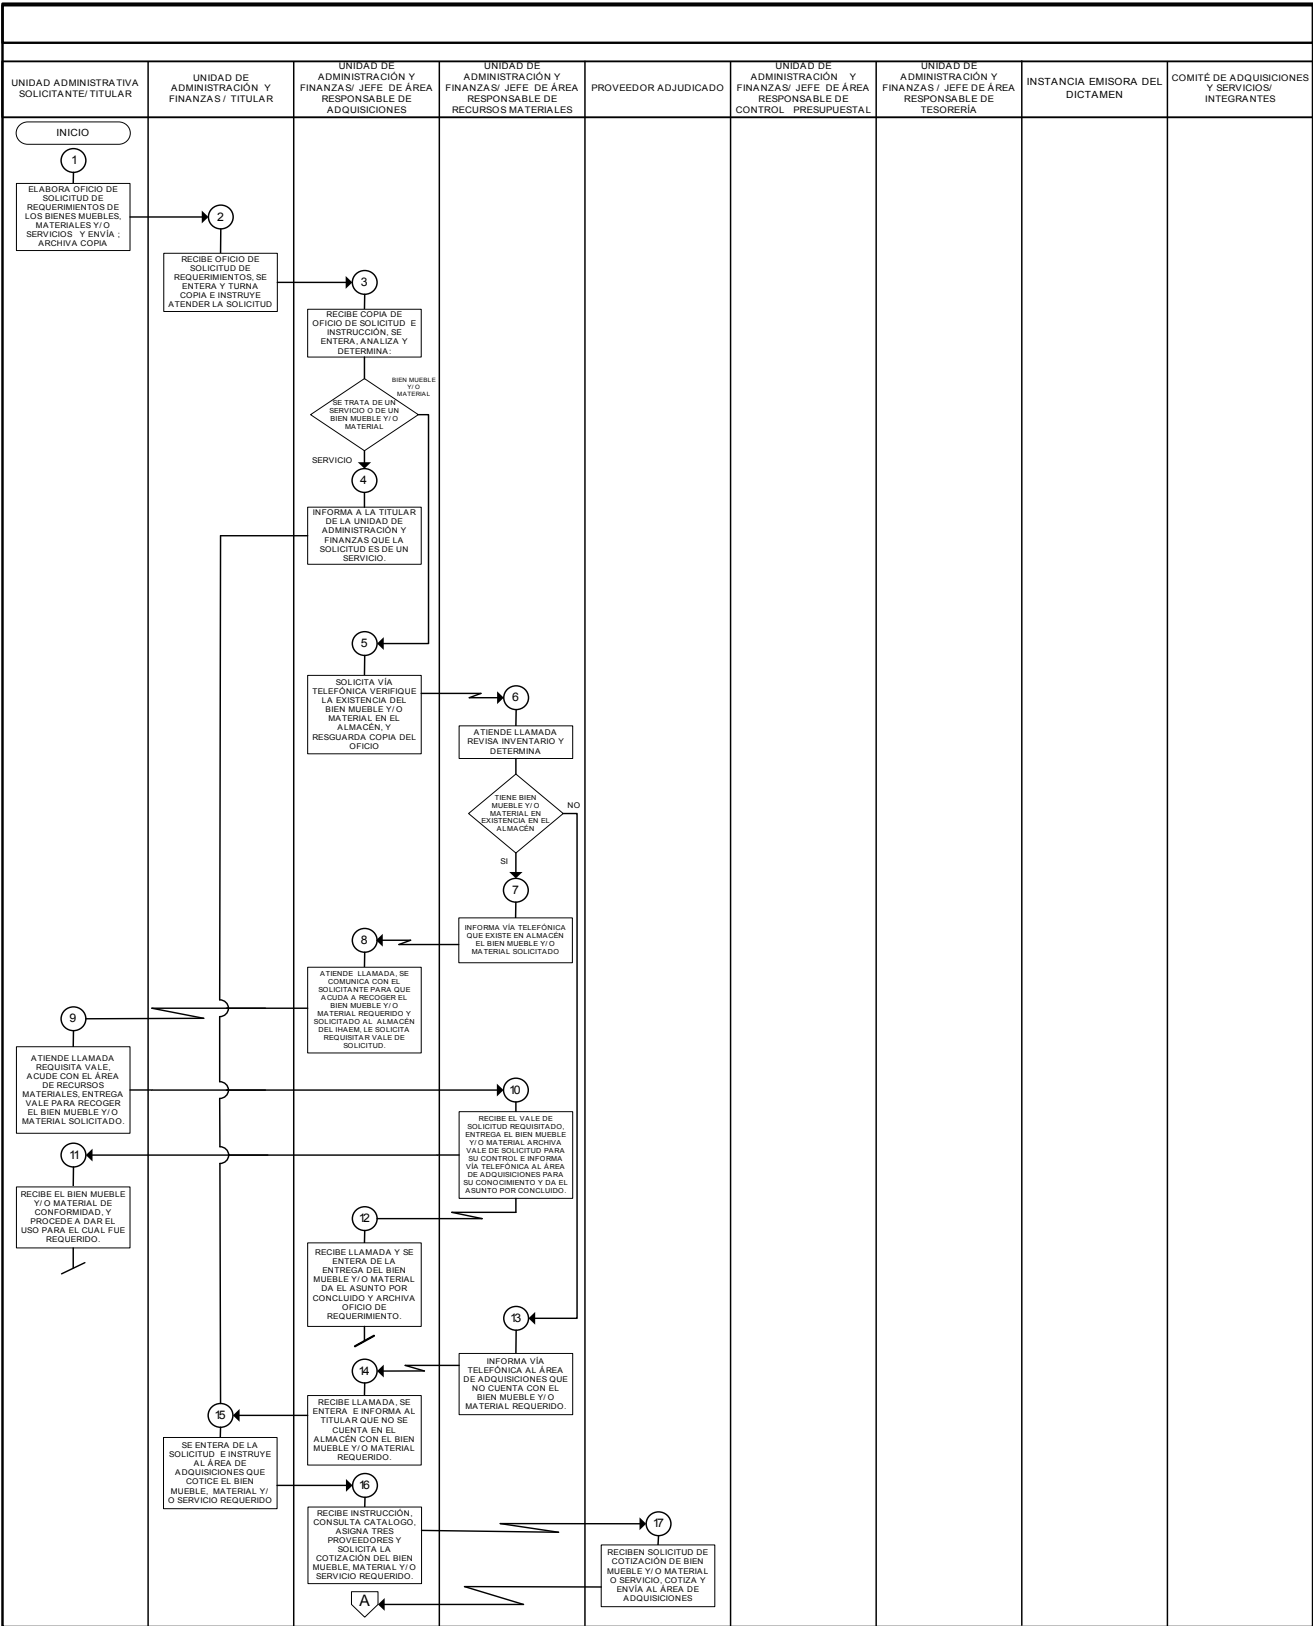 UNIDAD ADMINISTRATIVA
SOLICITANTE/ TITULAR
UNIDAD DE
ADMINISTRACIÓN Y
FINANZAS / TITULAR
UNIDAD DE
ADMINISTRACIÓN Y
FINANZAS/ JEFE DE ÁREA
RESPONSABLE DE
ADQUISICIONES
UNIDAD DE
ADMINISTRACIÓN Y
FINANZAS/ JEFE DE ÁREA
RESPONSABLE DE
RECURSOS MATERIALES
PROVEEDOR ADJUDICADO
UNIDAD DE
ADMINISTRACIÓN Y
FINANZAS/ JEFE DE ÁREA
RESPONSABLE DE
CONTROL PRESUPUESTAL
UNIDAD DE
ADMINISTRACIÓN Y
FINANZAS / JEFE DE ÁREA
RESPONSABLE DE
TESORERÍA
INSTANCIA EMISORA DEL
DICTAMEN
COMITÉ DE ADQUISICIONES
Y SERVICIOS/
INTEGRANTES
INICIO
1
ELABORA OFICIO DE
SOLICITUD DE
REQUERIMIENTOS DE
LOS BIENES MUEBLES,
MATERIALES Y/ O
SERVICIOS Y ENVÍA ;
ARCHIVA COPIA
2
RECIBE OFICIO DE
SOLICITUD DE
REQUERIMIENTOS, SE
ENTERA Y TURNA
COPIA E INSTRUYE
ATENDER LA SOLICITUD
3
RECIBE COPIA DE
OFICIO DE SOLICITUD E
INSTRUCCIÓN, SE
ENTERA, ANALIZA Y
DETERMINA:
BIEN MUEBLE
Y/ O
MATERIAL
SE TRATA DE UN
SERVICIO O DE UN
BIEN MUEBLE Y/ O
MATERIAL
SERVICIO
4
INFORMA A LA TITULAR
DE LA UNIDAD DE
ADMINISTRACIÓN Y
FINANZAS QUE LA
SOLICITUD ES DE UN
SERVICIO.
5
SOLICITA VÍA
TELEFÓNICA VERIFIQUE
LA EXISTENCIA DEL
BIEN MUEBLE Y/ O
MATERIAL EN EL
ALMACÉN, Y
RESGUARDA COPIA DEL
OFICIO
6
ATIENDE LLAMADA
REVISA INVENTARIO Y
DETERMINA
TIENE BIEN
MUEBLE Y/ O
MATERIAL EN
EXISTENCIA EN EL
ALMACÉN
NO
SI
7
INFORMA VÍA TELEFÓNICA
QUE EXISTE EN ALMACÉN
EL BIEN MUEBLE Y/ O
MATERIAL SOLICITADO
8
ATIENDE LLAMADA, SE
COMUNICA CON EL
SOLICITANTE PARA QUE
ACUDA A RECOGER EL
BIEN MUEBLE Y/ O
MATERIAL REQUERIDO Y
SOLICITADO AL ALMACÉN
DEL IHAEM, LE SOLICITA
REQUISITAR VALE DE
SOLICITUD.
9
ATIENDE LLAMADA
REQUISITA VALE,
ACUDE CON EL ÁREA
DE RECURSOS
MATERIALES, ENTREGA
VALE PARA RECOGER
EL BIEN MUEBLE Y/ O
MATERIAL SOLICITADO.
10
RECIBE EL VALE DE
SOLICITUD REQUISITADO,
ENTREGA EL BIEN MUEBLE
Y/ O MATERIAL ARCHIVA
VALE DE SOLICITUD PARA
SU CONTROL E INFORMA
VÍA TELEFÓNICA AL ÁREA
DE ADQUISICIONES PARA
SU CONOCIMIENTO Y DA EL
ASUNTO POR CONCLUIDO.
11
RECIBE EL BIEN MUEBLE
Y/ O MATERIAL DE
CONFORMIDAD, Y
PROCEDE A DAR EL
USO PARA EL CUAL FUE
REQUERIDO.
12
RECIBE LLAMADA Y SE
ENTERA DE LA
ENTREGA DEL BIEN
MUEBLE Y/ O MATERIAL
DA EL ASUNTO POR
CONCLUIDO Y ARCHIVA
OFICIO DE
REQUERIMIENTO.
13
INFORMA VÍA
TELEFÓNICA AL ÁREA
DE ADQUISICIONES QUE
NO CUENTA CON EL
BIEN MUEBLE Y/ O
MATERIAL REQUERIDO.
14
RECIBE LLAMADA, SE
ENTERA E INFORMA AL
TITULAR QUE NO SE
CUENTA EN EL
ALMACÉN CON EL BIEN
MUEBLE Y/ O MATERIAL
REQUERIDO.
15
SE ENTERA DE LA
SOLICITUD E INSTRUYE
AL ÁREA DE
ADQUISICIONES QUE
COTICE EL BIEN
MUEBLE, MATERIAL Y/
O SERVICIO REQUERIDO
16
RECIBE INSTRUCCIÓN,
CONSULTA CATALOGO,
ASIGNA TRES
PROVEEDORES Y
SOLICITA LA
COTIZACIÓN DEL BIEN
MUEBLE, MATERIAL Y/ O
SERVICIO REQUERIDO.
17
RECIBEN SOLICITUD DE
COTIZACIÓN DE BIEN
MUEBLE Y/ O MATERIAL
O SERVICIO, COTIZA Y
ENVÍA AL ÁREA DE
ADQUISICIONES
A